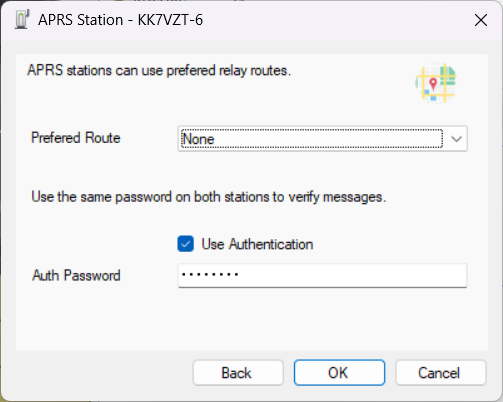 APRS Station - KK7VZT-6
APRS stations can use prefered relay routes.
Prefered Route
None
Use the same password on both stations to verify messages.
Use Authentication
Auth Password
••••••••
Back
OK
Cancel